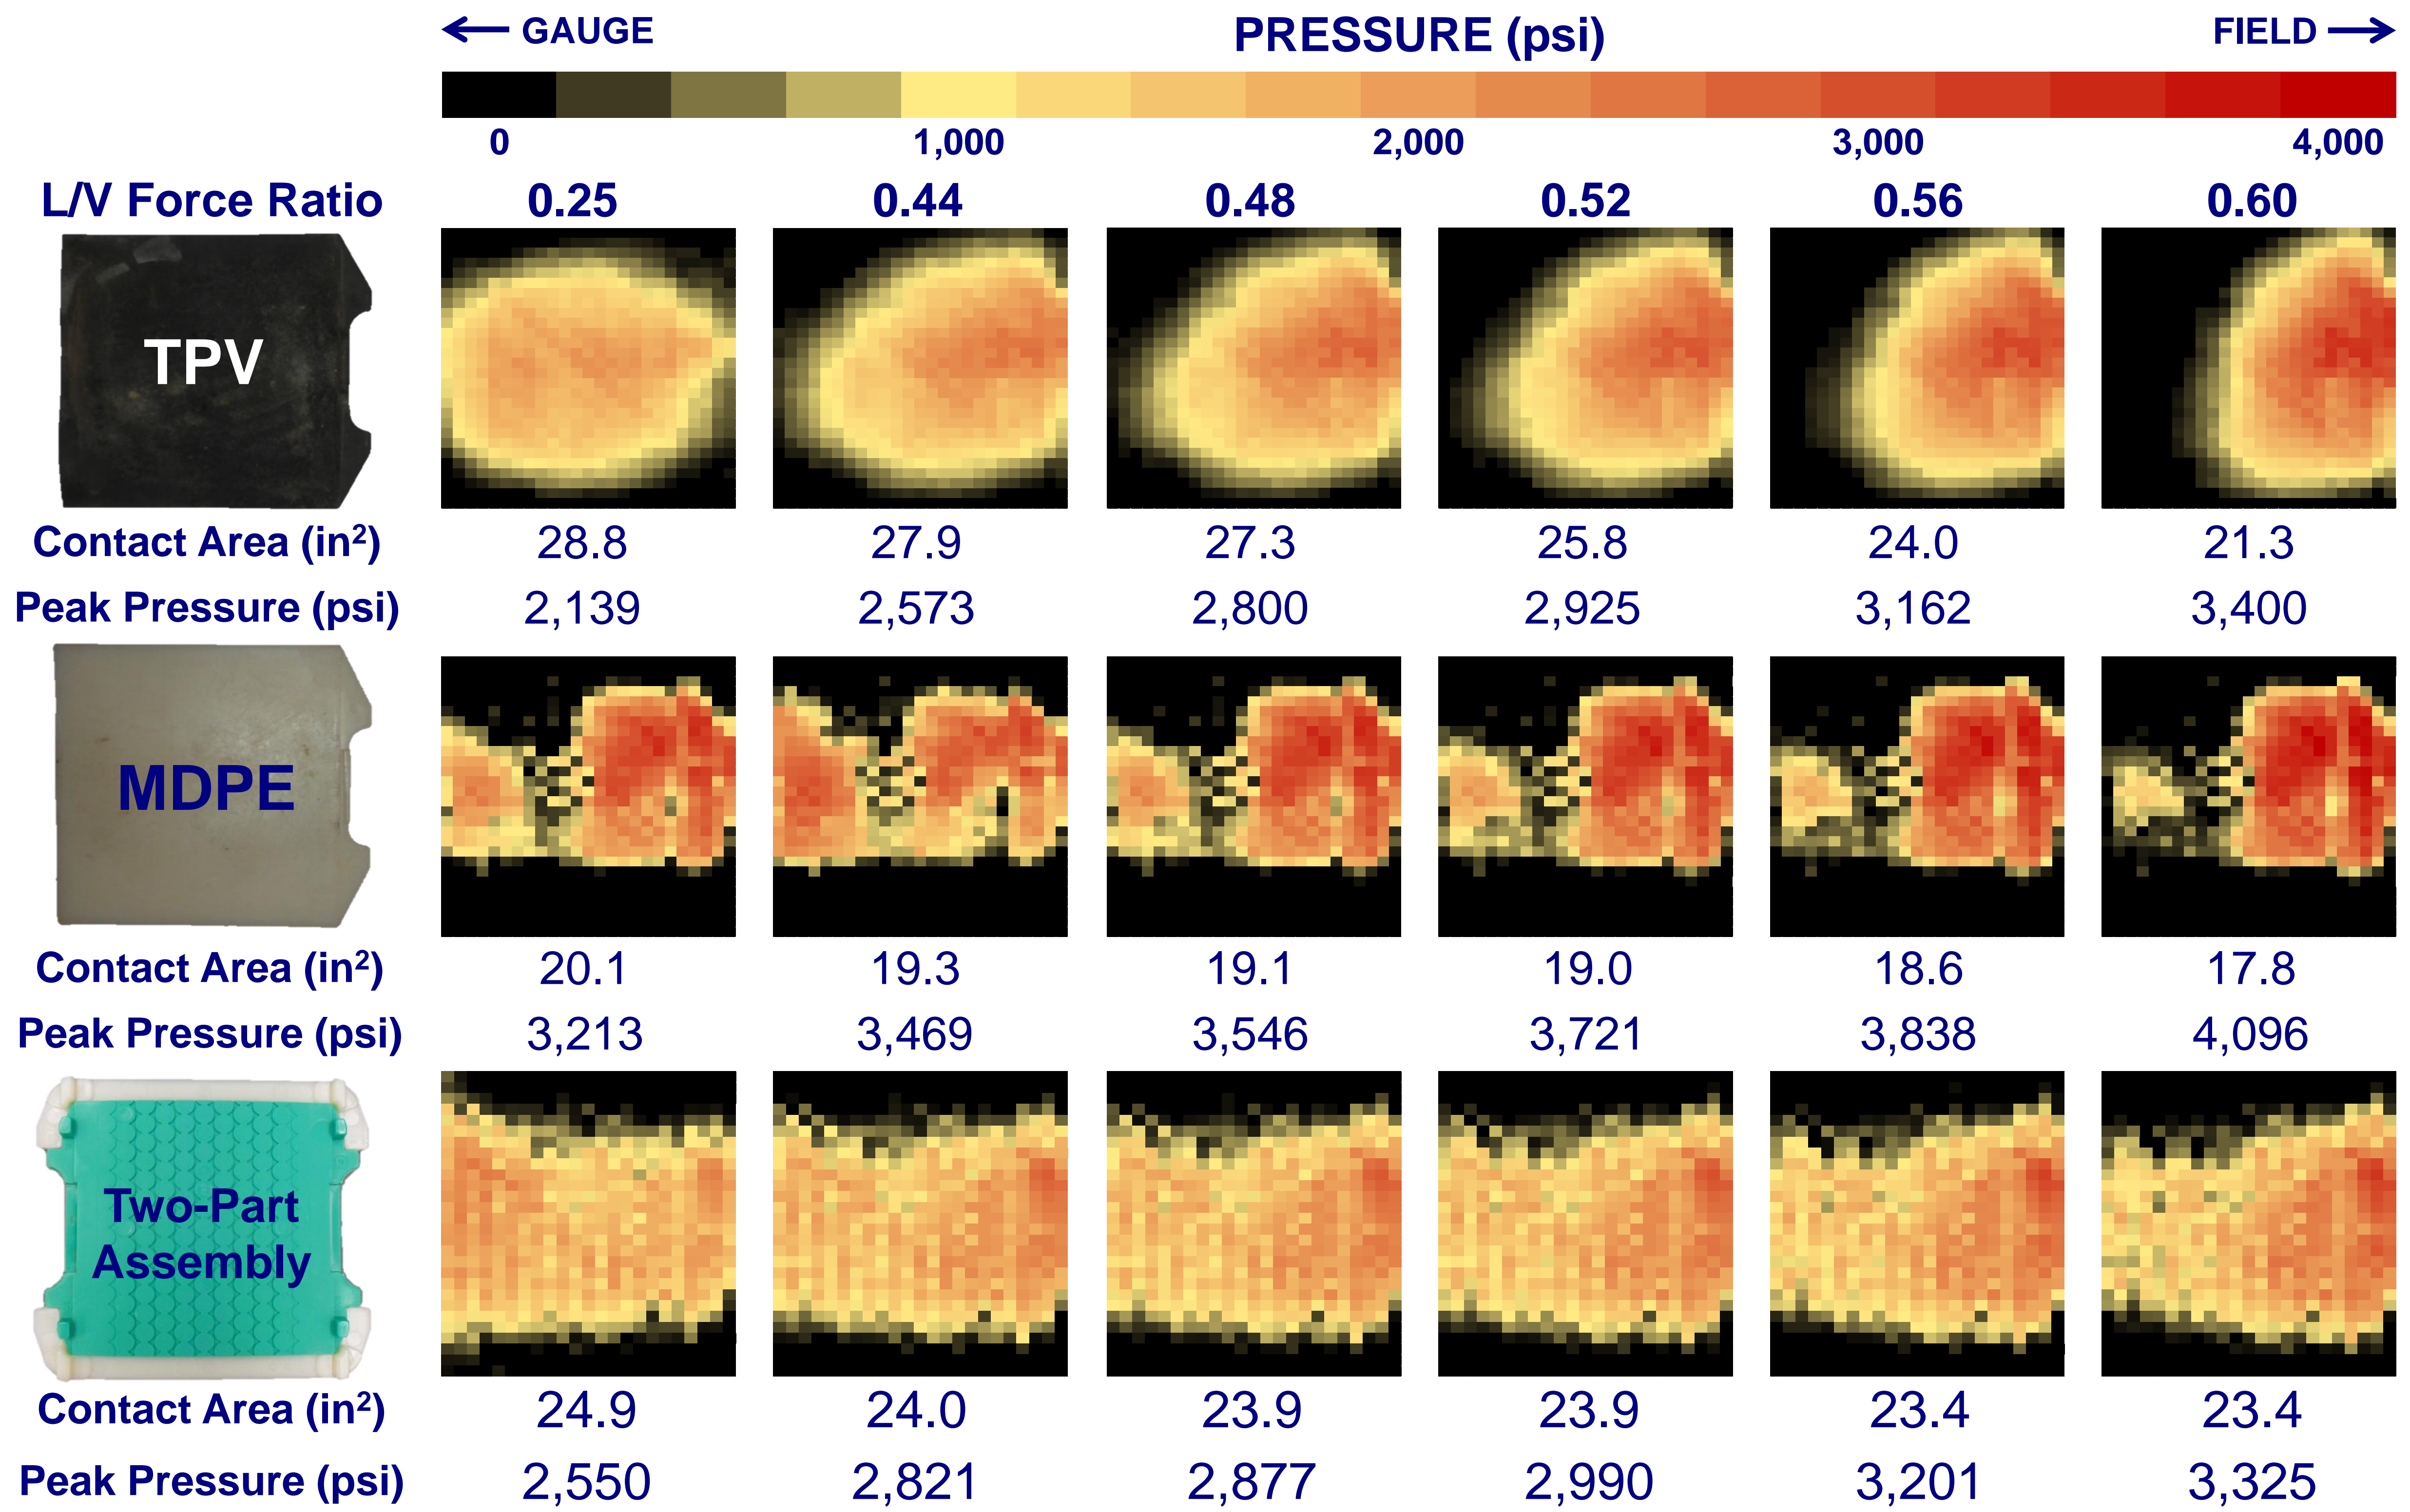 ← GAUGE PRESSURE (psi) FIELD →
0 1,000 2,000 3,000 4,000
L/V Force Ratio 0.25 0.44 0.48 0.52 0.56 0.60
TPV
Contact Area (in²) 28.8 27.9 27.3 25.8 24.0 21.3
Peak Pressure (psi) 2,139 2,573 2,800 2,925 3,162 3,400
MDPE
Contact Area (in²) 20.1 19.3 19.1 19.0 18.6 17.8
Peak Pressure (psi) 3,213 3,469 3,546 3,721 3,838 4,096
Two-Part
Assembly
Contact Area (in²) 24.9 24.0 23.9 23.9 23.4 23.4
Peak Pressure (psi) 2,550 2,821 2,877 2,990 3,201 3,325